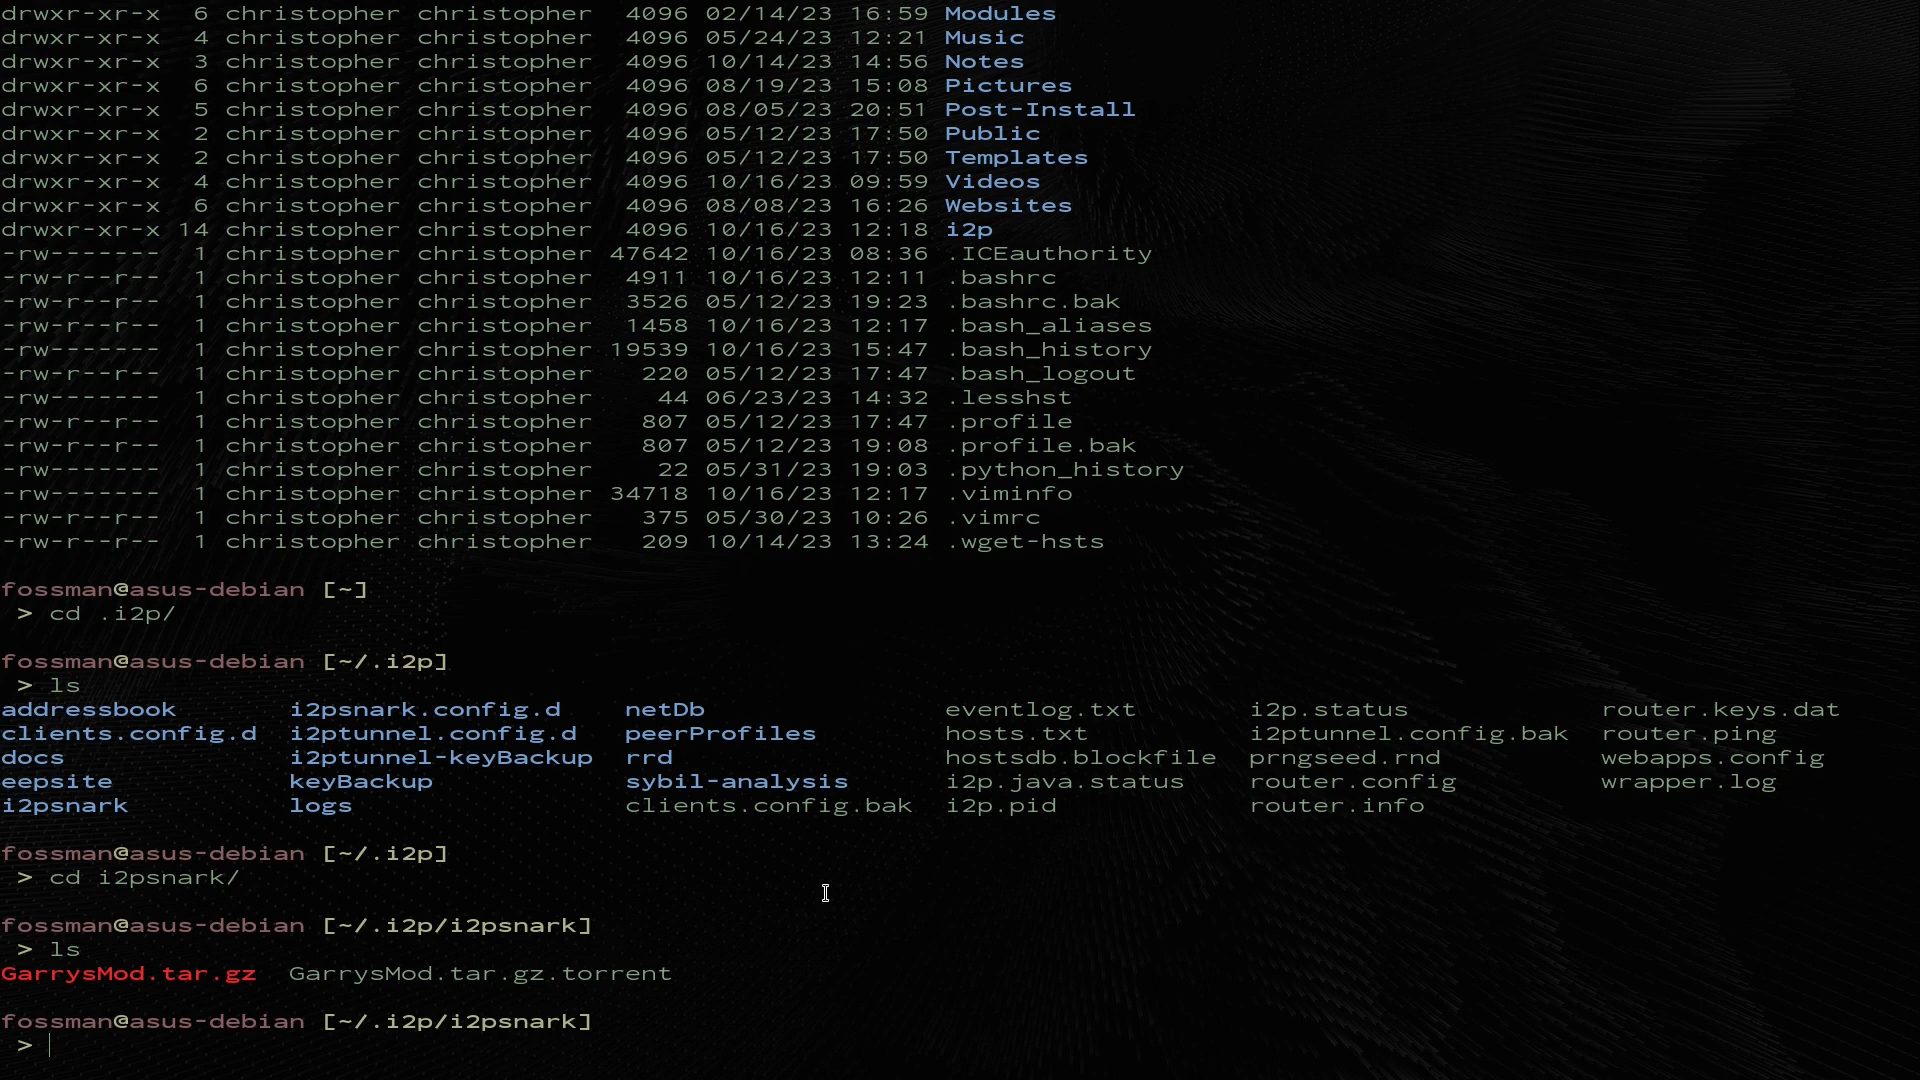 drwxr-xr-x  6 christopher christopher  4096 02/14/23 16:59 Modules
drwxr-xr-x  4 christopher christopher  4096 05/24/23 12:21 Music
drwxr-xr-x  3 christopher christopher  4096 10/14/23 14:56 Notes
drwxr-xr-x  6 christopher christopher  4096 08/19/23 15:08 Pictures
drwxr-xr-x  5 christopher christopher  4096 08/05/23 20:51 Post-Install
drwxr-xr-x  2 christopher christopher  4096 05/12/23 17:50 Public
drwxr-xr-x  2 christopher christopher  4096 05/12/23 17:50 Templates
drwxr-xr-x  4 christopher christopher  4096 10/16/23 09:59 Videos
drwxr-xr-x  6 christopher christopher  4096 08/08/23 16:26 Websites
drwxr-xr-x 14 christopher christopher  4096 10/16/23 12:18 i2p
-rw-------  1 christopher christopher 47642 10/16/23 08:36 .ICEauthority
-rw-r--r--  1 christopher christopher  4911 10/16/23 12:11 .bashrc
-rw-r--r--  1 christopher christopher  3526 05/12/23 19:23 .bashrc.bak
-rw-r--r--  1 christopher christopher  1458 10/16/23 12:17 .bash_aliases
-rw-------  1 christopher christopher 19539 10/16/23 15:47 .bash_history
-rw-r--r--  1 christopher christopher   220 05/12/23 17:47 .bash_logout
-rw-------  1 christopher christopher    44 06/23/23 14:32 .lesshst
-rw-r--r--  1 christopher christopher   807 05/12/23 17:47 .profile
-rw-r--r--  1 christopher christopher   807 05/12/23 19:08 .profile.bak
-rw-------  1 christopher christopher    22 05/31/23 19:03 .python_history
-rw-------  1 christopher christopher 34718 10/16/23 12:17 .viminfo
-rw-r--r--  1 christopher christopher   375 05/30/23 10:26 .vimrc
-rw-r--r--  1 christopher christopher   209 10/14/23 13:24 .wget-hsts
fossman@asus-debian [~]
 > cd .i2p/
fossman@asus-debian [~/.i2p]
 > ls
addressbook       i2psnark.config.d    netDb                eventlog.txt        i2p.status            router.keys.dat
clients.config.d  i2ptunnel.config.d   peerProfiles         hosts.txt           i2ptunnel.config.bak  router.ping
docs              i2ptunnel-keyBackup  rrd                  hostsdb.blockfile   prngseed.rnd          webapps.config
eepsite           keyBackup            sybil-analysis       i2p.java.status     router.config         wrapper.log
i2psnark          logs                 clients.config.bak   i2p.pid             router.info
fossman@asus-debian [~/.i2p]
 > cd i2psnark/
fossman@asus-debian [~/.i2p/i2psnark]
 > ls
GarrysMod.tar.gz  GarrysMod.tar.gz.torrent
fossman@asus-debian [~/.i2p/i2psnark]
 >